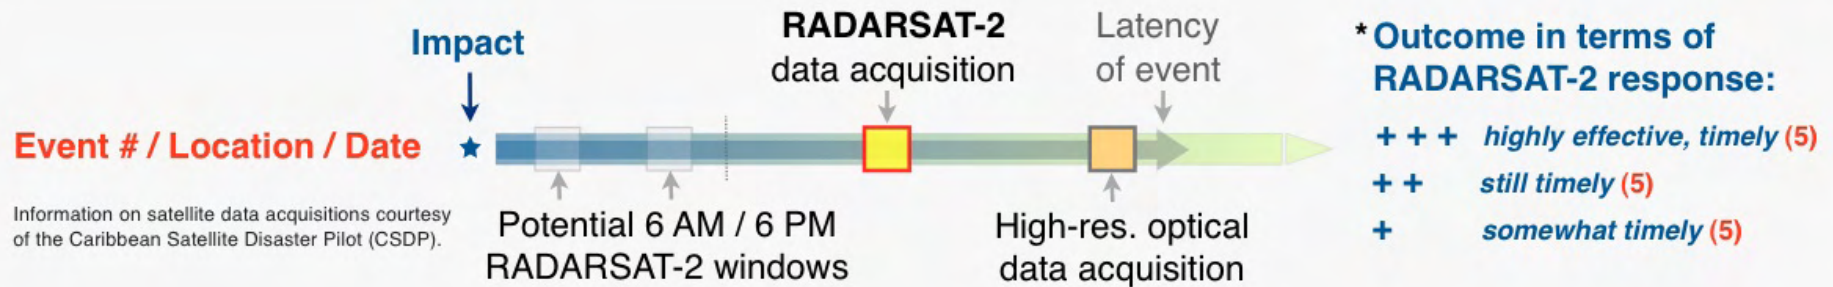 Impact
RADARSAT-2
data acquisition
Latency
of event
Event # / Location / Date
Information on satellite data acquisitions courtesy
of the Caribbean Satellite Disaster Pilot (CSDP).
Potential 6 AM / 6 PM
RADARSAT-2 windows
High-res. optical
data acquisition
* Outcome in terms of
RADARSAT-2 response:
+ + + highly effective, timely (5)
+ + still timely (5)
+ somewhat timely (5)